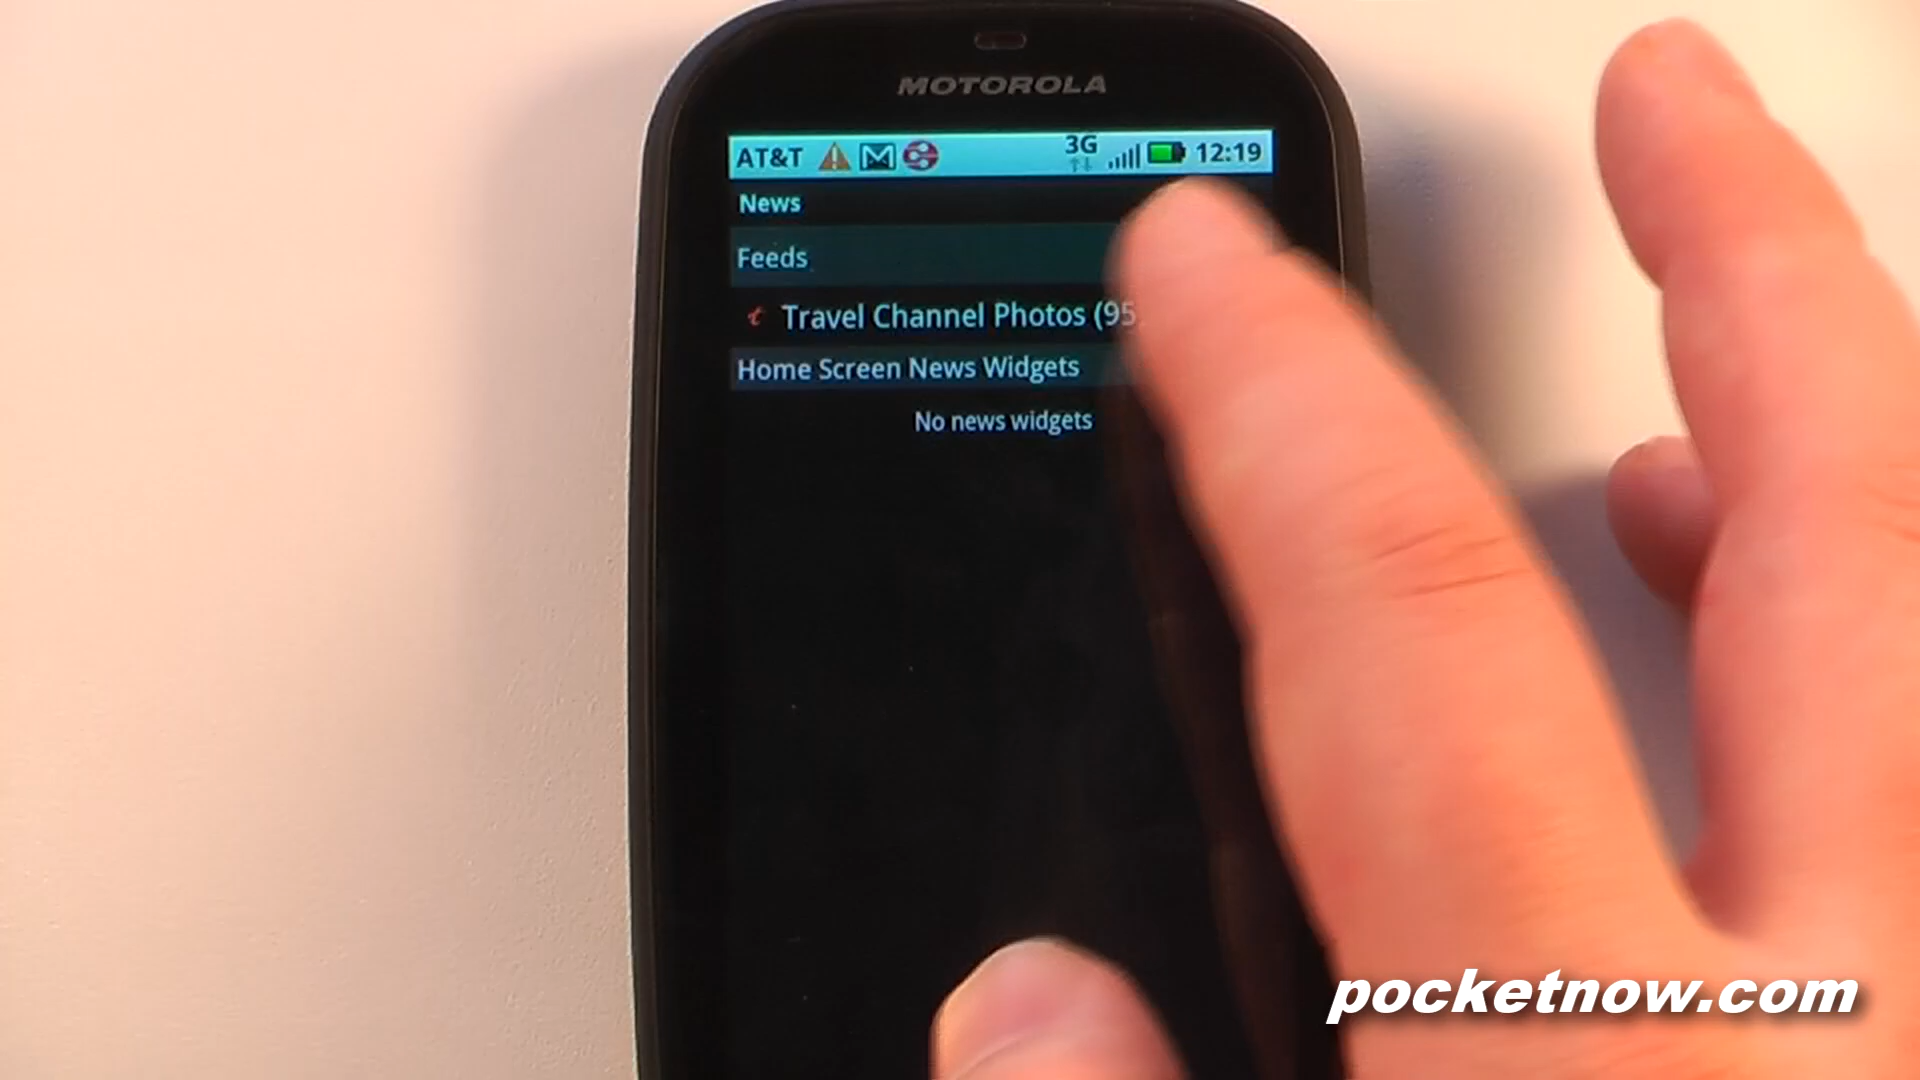 MOTOROLA
AT&T 3G 12:19
News
Feeds
Travel Channel Photos (95
Home Screen News Widgets
No news widgets
pocketnow.com